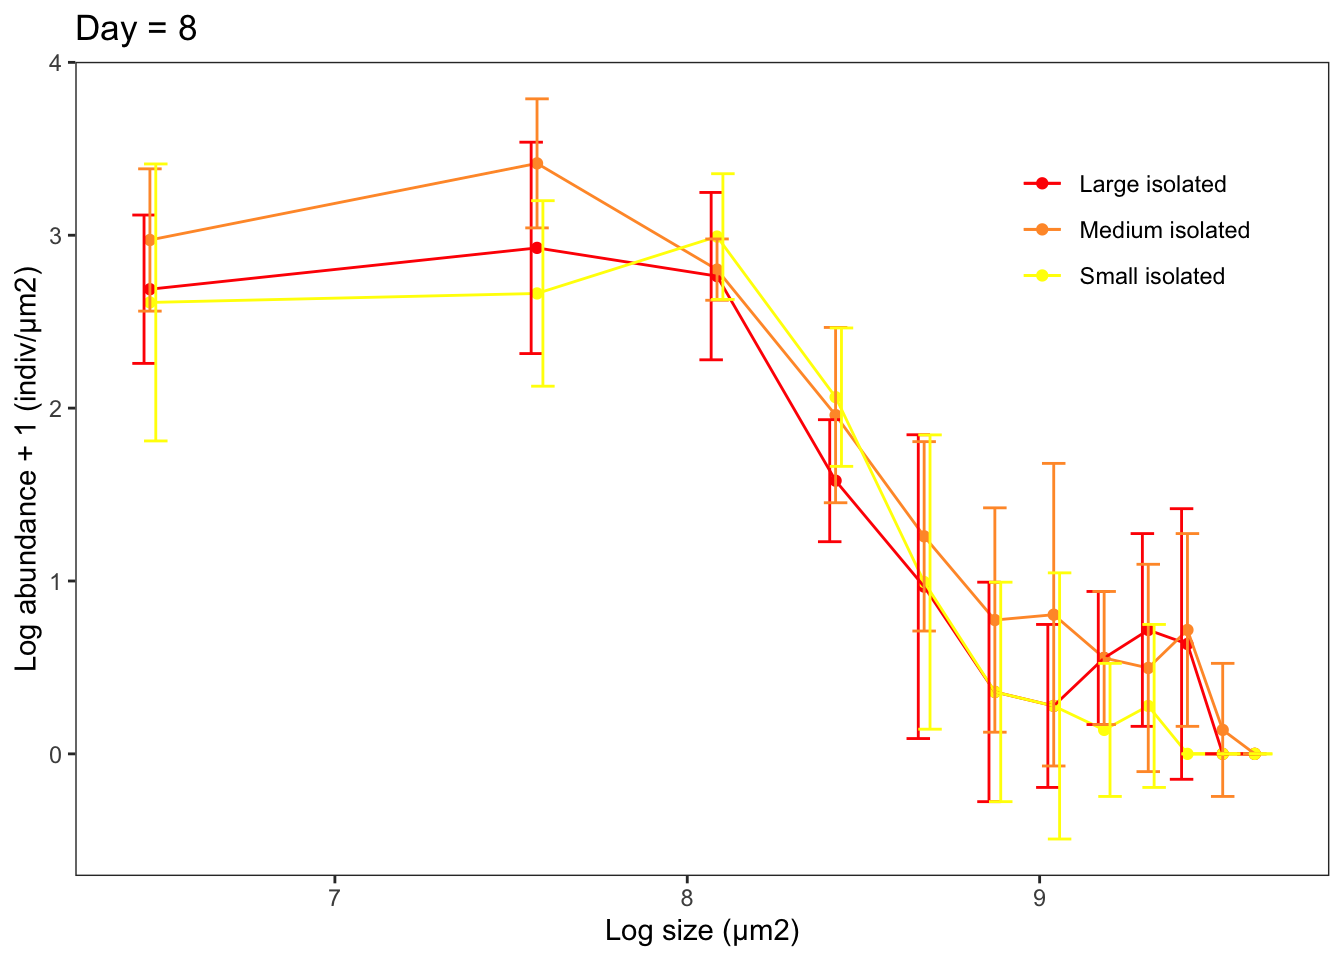 Day = 8
4
3
2
1
0
Log abundance + 1 (indiv/µm2)
Large isolated
Medium isolated
Small isolated
7 8 9
Log size (µm2)